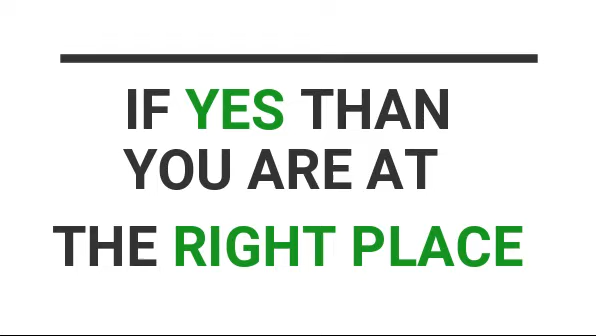 IF YES THAN
YOU ARE AT
THE RIGHT PLACE